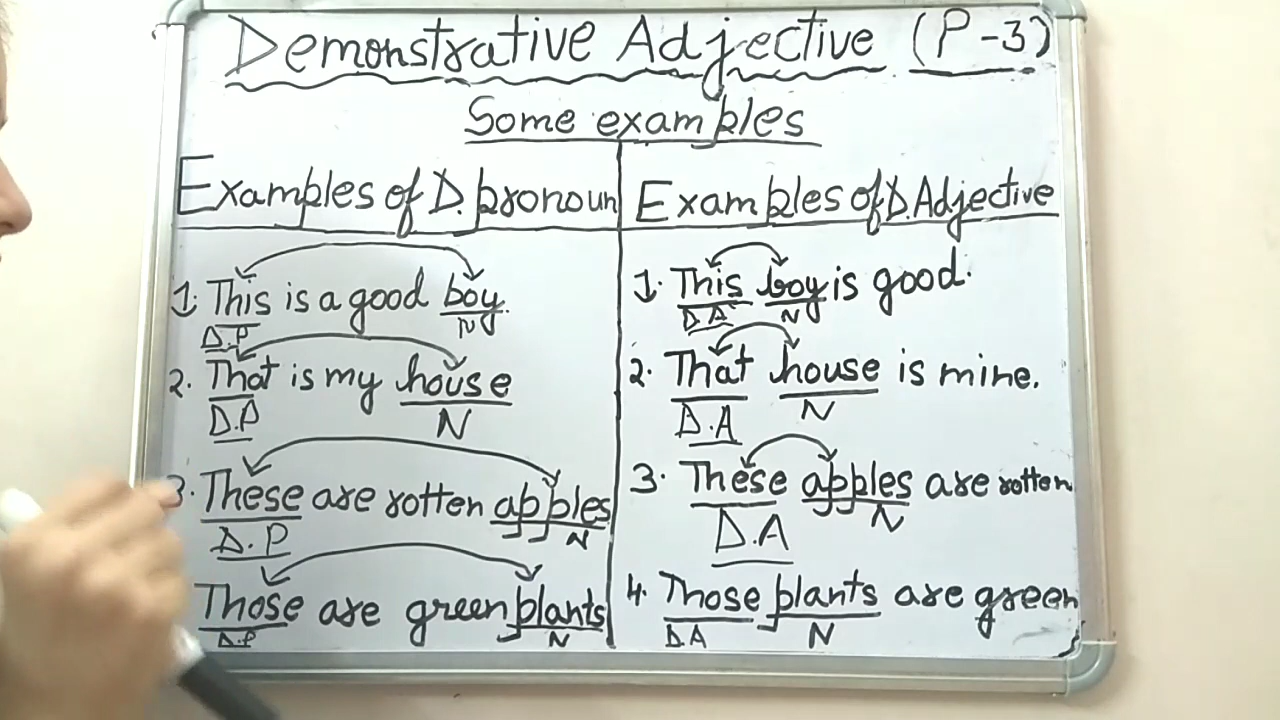 Demonstrative Adjective (P-3)
Some examples
Examples of D. pronoun
1. This is a good boy.
D.P N
2. That is my house
D.P N
3. These are rotten apples
D.P N
Those are green plants
D.P N
Examples of D. Adjective
1. This boy is good.
D.A N
2. That house is mine.
D.A N
3. These apples are rotten
D.A N
4. Those plants are green
D.A N